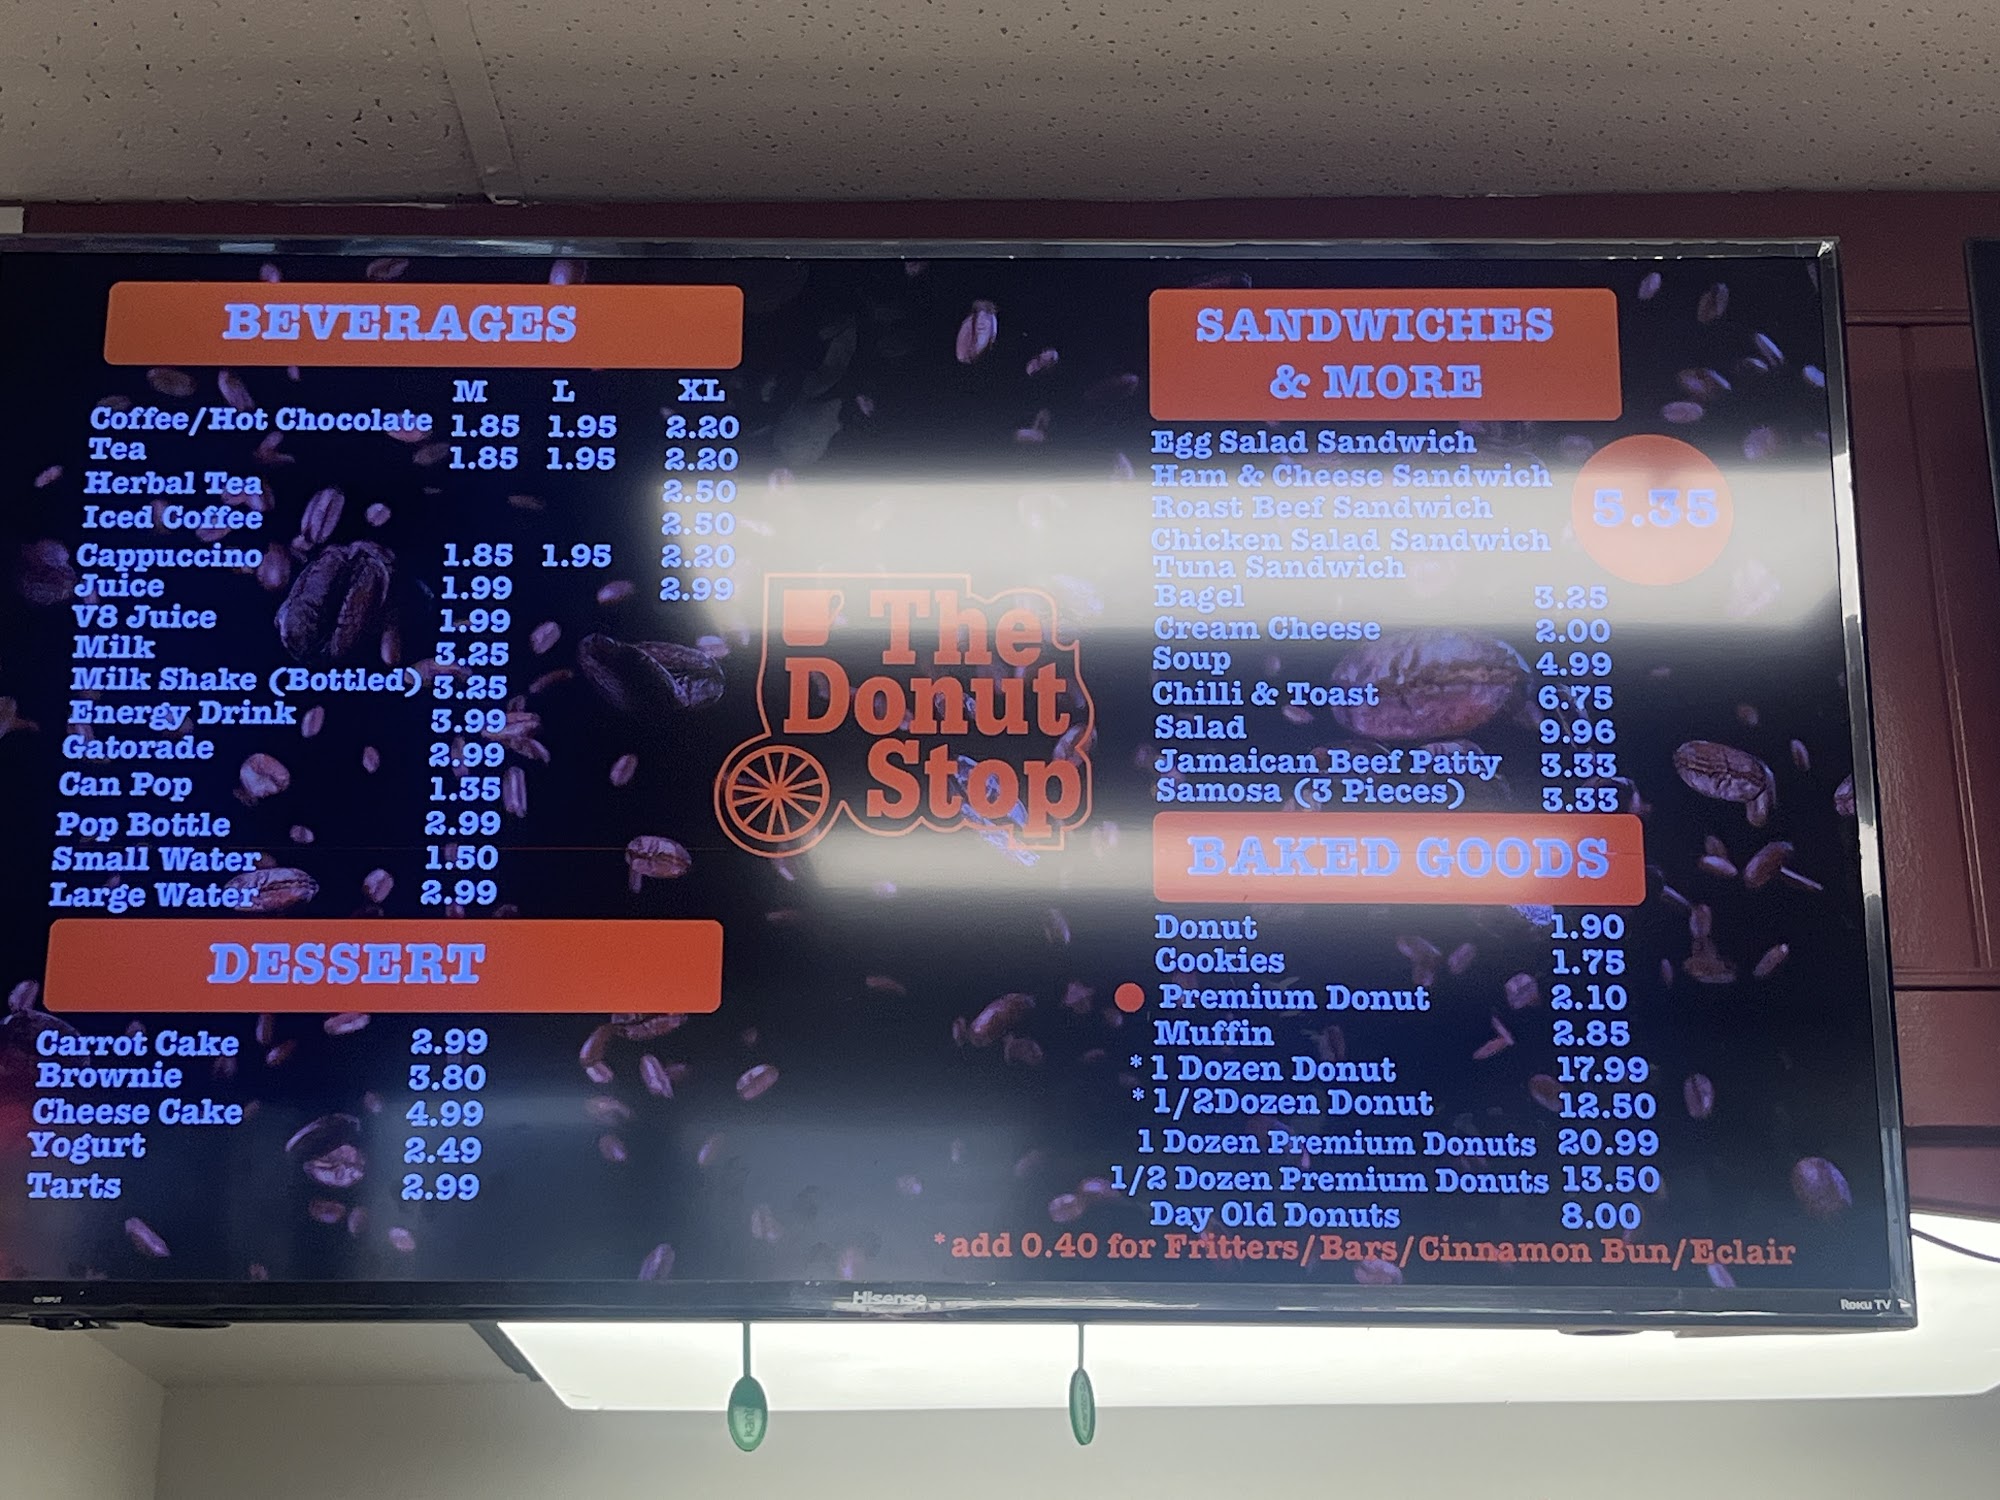 BEVERAGES
M L XL
Coffee/Hot Chocolate 1.85 1.95 2.20
Tea 1.85 1.95 2.20
Herbal Tea 2.50
Iced Coffee 2.50
Cappuccino 1.85 1.95 2.20
Juice 1.99 2.99
V8 Juice 1.99
Milk 3.25
Milk Shake (Bottled) 3.25
Energy Drink 3.99
Gatorade 2.99
Can Pop 1.35
Pop Bottle 2.99
Small Water 1.50
Large Water 2.99
DESSERT
Carrot Cake 2.99
Brownie 3.80
Cheese Cake 4.99
Yogurt 2.49
Tarts 2.99
The
Donut
Stop
SANDWICHES
& MORE
Egg Salad Sandwich
Ham & Cheese Sandwich
Roast Beef Sandwich
Chicken Salad Sandwich
Tuna Sandwich
5.35
Bagel 3.25
Cream Cheese 2.00
Soup 4.99
Chilli & Toast 6.75
Salad 9.96
Jamaican Beef Patty 3.33
Samosa (3 Pieces) 3.33
BAKED GOODS
Donut 1.90
Cookies 1.75
Premium Donut 2.10
Muffin 2.85
* 1 Dozen Donut 17.99
* 1/2Dozen Donut 12.50
1 Dozen Premium Donuts 20.99
1/2 Dozen Premium Donuts 13.50
Day Old Donuts 8.00
* add 0.40 for Fritters/Bars/Cinnamon Bun/Eclair
Hisense
Roku TV